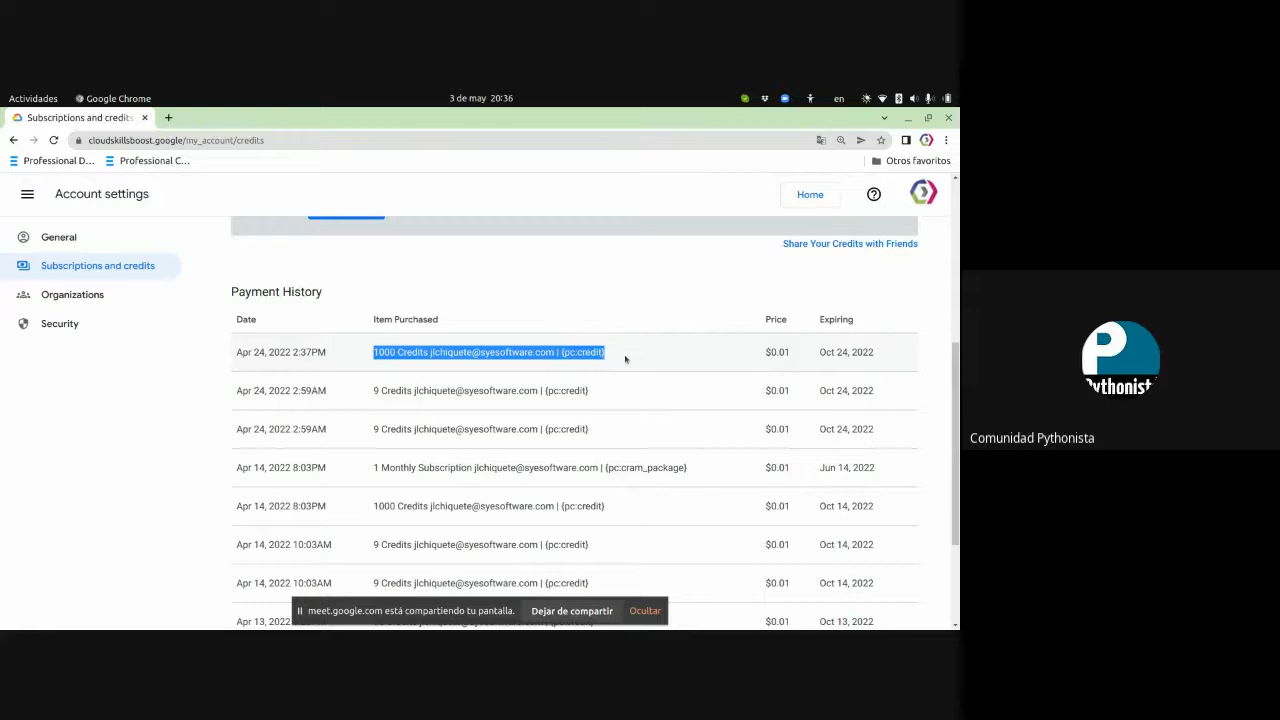 Actividades Google Chrome 3 de may 20:36 en
Subscriptions and credits
cloudskillsboost.google/my_account/credits
Professional D... Professional C... Otros favoritos
Account settings Home
General
Subscriptions and credits
Organizations
Security
Share Your Credits with Friends
Payment History
Date Item Purchased Price Expiring
Apr 24, 2022 2:37PM 1000 Credits jlchiquete@syesoftware.com | {pc:credit} $0.01 Oct 24, 2022
Apr 24, 2022 2:59AM 9 Credits jlchiquete@syesoftware.com | {pc:credit} $0.01 Oct 24, 2022
Apr 24, 2022 2:59AM 9 Credits jlchiquete@syesoftware.com | {pc:credit} $0.01 Oct 24, 2022
Apr 14, 2022 8:03PM 1 Monthly Subscription jlchiquete@syesoftware.com | {pc:cram_package} $0.01 Jun 14, 2022
Apr 14, 2022 8:03PM 1000 Credits jlchiquete@syesoftware.com | {pc:credit} $0.01 Oct 14, 2022
Apr 14, 2022 10:03AM 9 Credits jlchiquete@syesoftware.com | {pc:credit} $0.01 Oct 14, 2022
Apr 14, 2022 10:03AM 9 Credits jlchiquete@syesoftware.com | {pc:credit} $0.01 Oct 14, 2022
meet.google.com está compartiendo tu pantalla. Dejar de compartir Ocultar
Apr 13, $0.01 Oct 13, 2022
P
Pythonist
Comunidad Pythonista